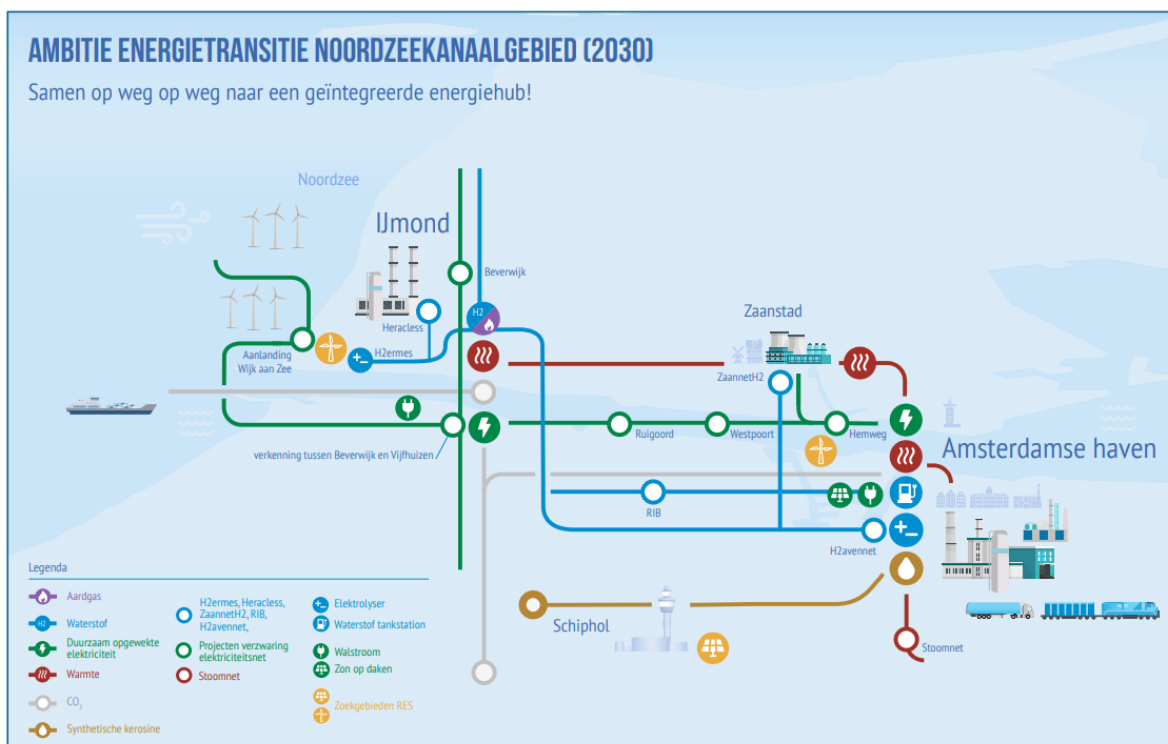 AMBITIE ENERGIETRANSITIE NOORDZEEKANAALGEBIED (2030)
Samen op weg op weg naar een geïntegreerde energiehub!
Noordzee
IJmond
Beverwijk
H2
Heracless
H2ermes
Aanlanding
Wijk aan Zee
Zaanstad
ZaannetH2
Ruigoord
Westpoort
Hemweg
verkenning tussen Beverwijk en Vijfhuizen
Amsterdamse haven
RIB
H2avennet
Schiphol
Stoomnet
Legenda
Aardgas
H2
Waterstof
Duurzaam opgewekte
elektriciteit
Warmte
CO₂
Synthetische kerosine
H2ermes, Heracless,
ZaannetH2, RIB,
H2avennet,
Projecten verzwaring
elektriciteitsnet
Stoomnet
Elektrolyser
Waterstof tankstation
Walstroom
Zon op daken
Zoekgebieden RES